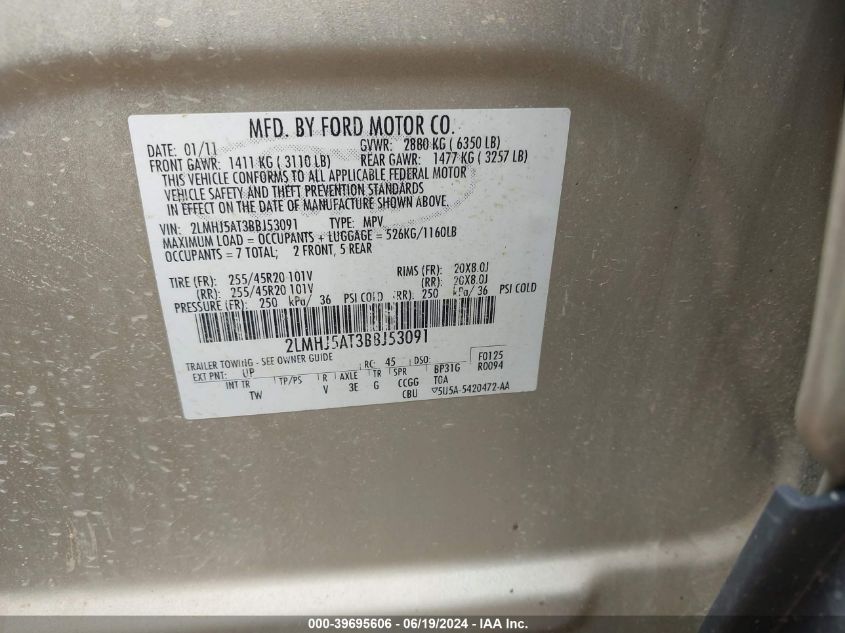 MFD. BY FORD MOTOR CO.
DATE: 01/11 GVWR: 2880 KG ( 6350 LB)
FRONT GAWR: 1411 KG ( 3110 LB) REAR GAWR: 1477 KG ( 3257 LB)
THIS VEHICLE CONFORMS TO ALL APPLICABLE FEDERAL MOTOR
VEHICLE SAFETY AND THEFT PREVENTION STANDARDS
IN EFFECT ON THE DATE OF MANUFACTURE SHOWN ABOVE.
VIN: 2LMHJ5AT3BBJ53091 TYPE: MPV
MAXIMUM LOAD = OCCUPANTS + LUGGAGE = 526KG/1160LB
OCCUPANTS = 7 TOTAL; 2 FRONT, 5 REAR
TIRE (FR): 255/45R20 101V RIMS (FR): 20X8.0J
(RR): 255/45R20 101V (RR): 20X8.0J
PRESSURE (FR): 250 kPa/ 36 PSI COLD (RR): 250 kPa/ 36 PSI COLD
2LMHJ5AT3BBJ53091
TRAILER TOWING - SEE OWNER GUIDE F0125
EXT PNT: UP RC: 45 DSO: BP31G R0094
INT TR TP/PS R AXLE TR SPR TGA
TW V 3E G CCGG
CBU 5U5A-5420472-AA
000-39695606 - 06/19/2024 - IAA Inc.